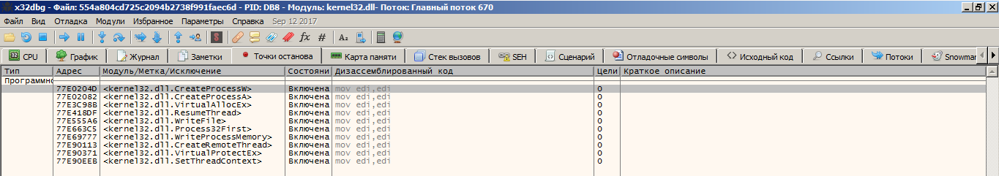 x32dbg - Файл: 554a804cd725c2094b2738f991faec6d - PID: DB8 - Модуль: kernel32.dll- Поток: Главный поток 670
Файл Вид Отладка Модули Избранное Параметры Справка Sep 12 2017
CPU График Журнал Заметки Точки останова Карта памяти Стек вызовов SEH Сценарий Отладочные символы Исходный код Ссылки Потоки Snowman
Тип Адрес Модуль/Метка/Исключение Состояни Дизассемблированный код Цели Краткое описание
Программно
77E0204D <kernel32.dll.CreateProcessW> Включена mov edi,edi 0
77E02082 <kernel32.dll.CreateProcessA> Включена mov edi,edi 0
77E3C98B <kernel32.dll.VirtualAllocEx> Включена mov edi,edi 0
77E418DF <kernel32.dll.ResumeThread> Включена mov edi,edi 0
77E555A6 <kernel32.dll.WriteFile> Включена mov edi,edi 0
77E663C5 <kernel32.dll.Process32First> Включена mov edi,edi 0
77E69777 <kernel32.dll.WriteProcessMemory> Включена mov edi,edi 0
77E90113 <kernel32.dll.CreateRemoteThread> Включена mov edi,edi 0
77E90371 <kernel32.dll.VirtualProtectEx> Включена mov edi,edi 0
77E90EEB <kernel32.dll.SetThreadContext> Включена mov edi,edi 0